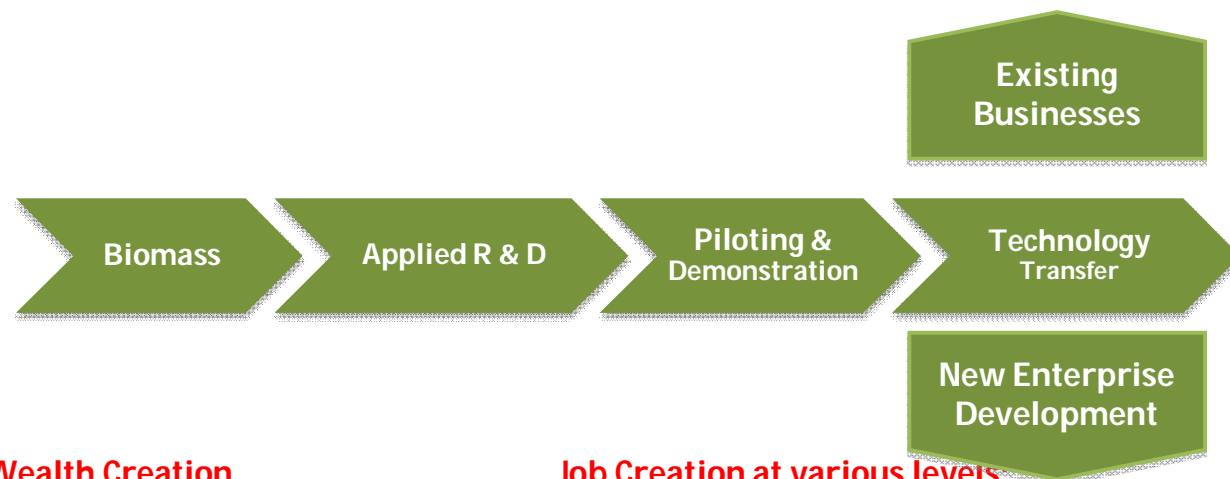 Existing
Businesses
Biomass
Applied R & D
Piloting &
Demonstration
Technology
Transfer
New Enterprise
Development
Wealth Creation
Job Creation at various levels